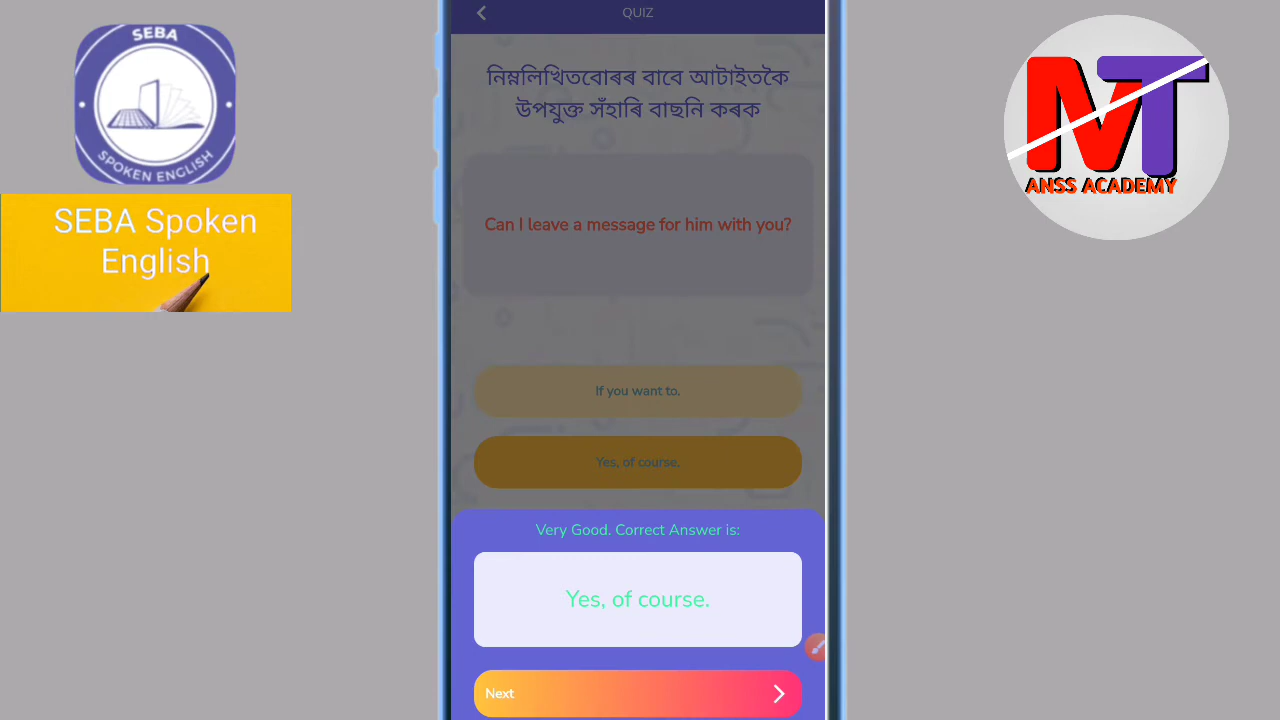 SEBA
SPOKEN ENGLISH
SEBA Spoken
English
QUIZ
নিম্নলিখিতবোৰৰ বাবে আটাইতকৈ
উপযুক্ত সঁহাৰি বাছনি কৰক
Can I leave a message for him with you?
If you want to.
Yes, of course.
Very Good. Correct Answer is:
Yes, of course.
Next
MT
ANSS ACADEMY